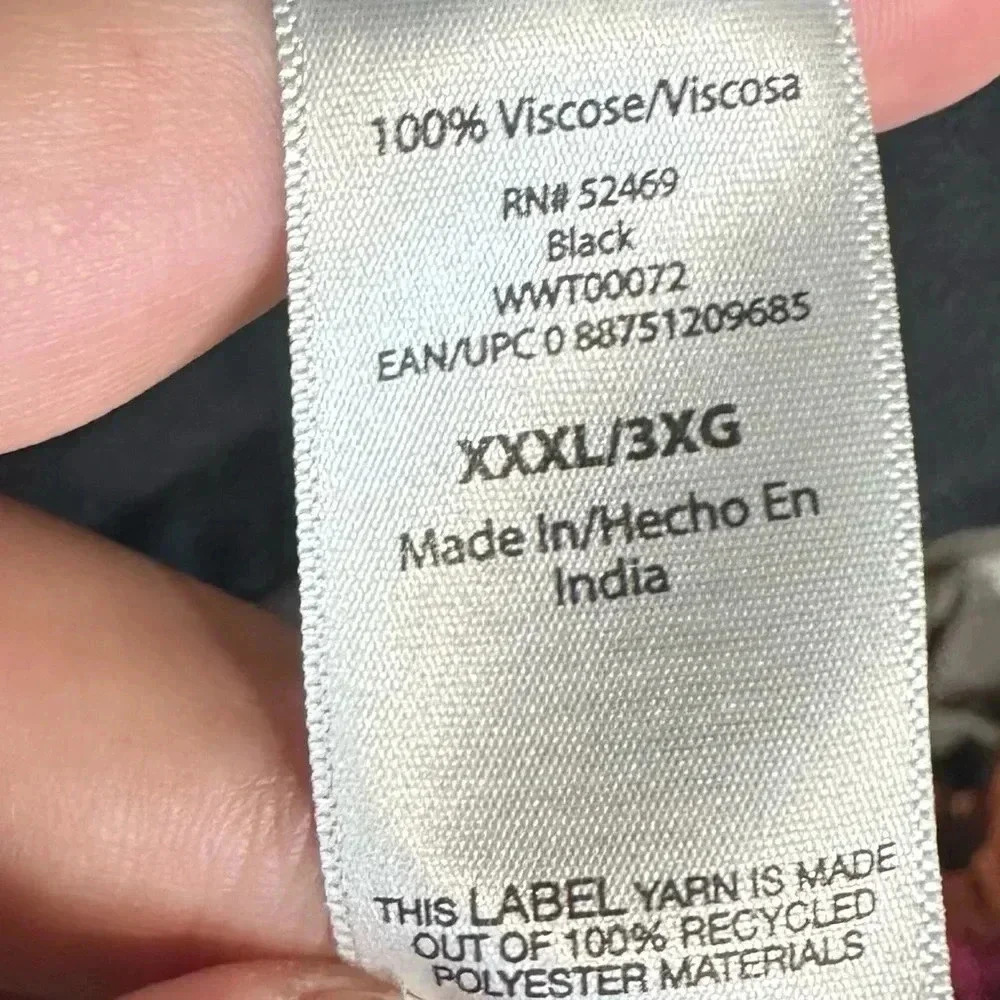 100% Viscose/Viscosa
RN# 52469
Black
WWT00072
EAN/UPC 0 88751209685
XXXL/3XG
Made In/Hecho En
India
THIS LABEL YARN IS MADE
OUT OF 100% RECYCLED
POLYESTER MATERIALS